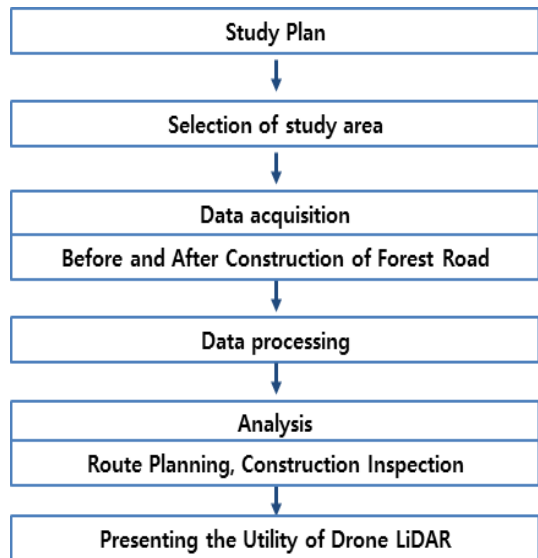 Study Plan
Selection of study area
Data acquisition
Before and After Construction of Forest Road
Data processing
Analysis
Route Planning, Construction Inspection
Presenting the Utility of Drone LiDAR